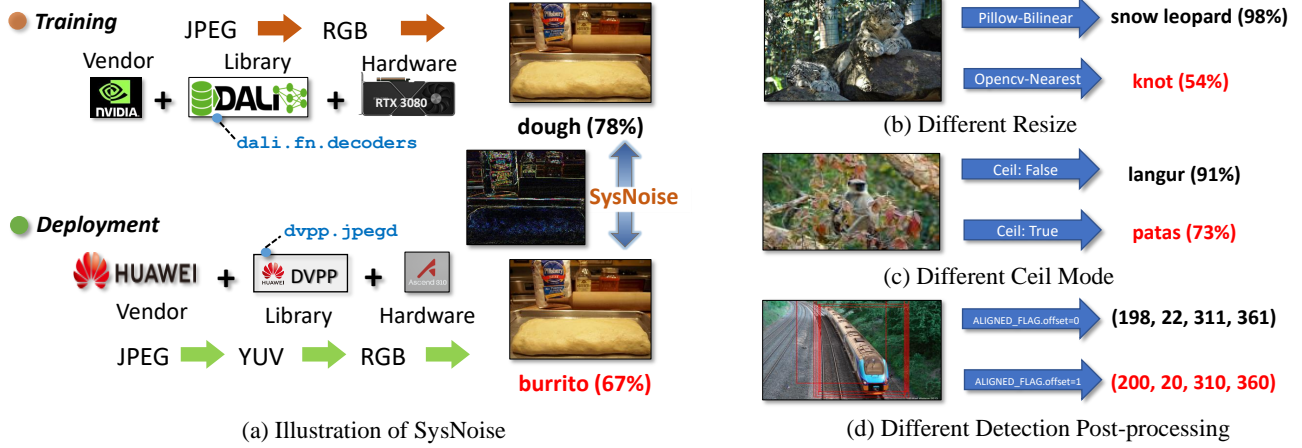 Training
JPEG RGB
Vendor Library Hardware
NVIDIA + DALI + RTX 3080
dali.fn.decoders
dough (78%)
SysNoise
Deployment
dvpp.jpegd
HUAWEI + HUAWEI DVPP + Ascend 310
Vendor Library Hardware
JPEG YUV RGB
burrito (67%)
(a) Illustration of SysNoise
Pillow-Bilinear snow leopard (98%)
Opencv-Nearest knot (54%)
(b) Different Resize
Ceil: False langur (91%)
Ceil: True patas (73%)
(c) Different Ceil Mode
ALIGNED_FLAG.offset=0 (198, 22, 311, 361)
ALIGNED_FLAG.offset=1 (200, 20, 310, 360)
(d) Different Detection Post-processing